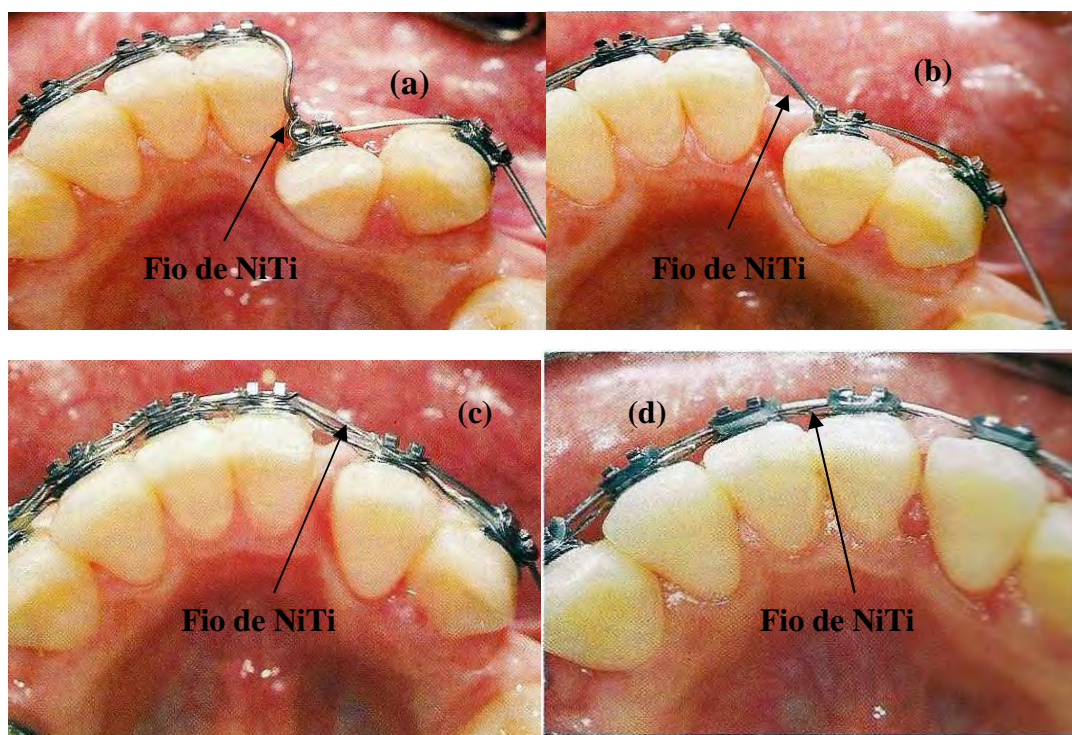 (a)
Fio de NiTi
(b)
Fio de NiTi
(c)
Fio de NiTi
(d)
Fio de NiTi